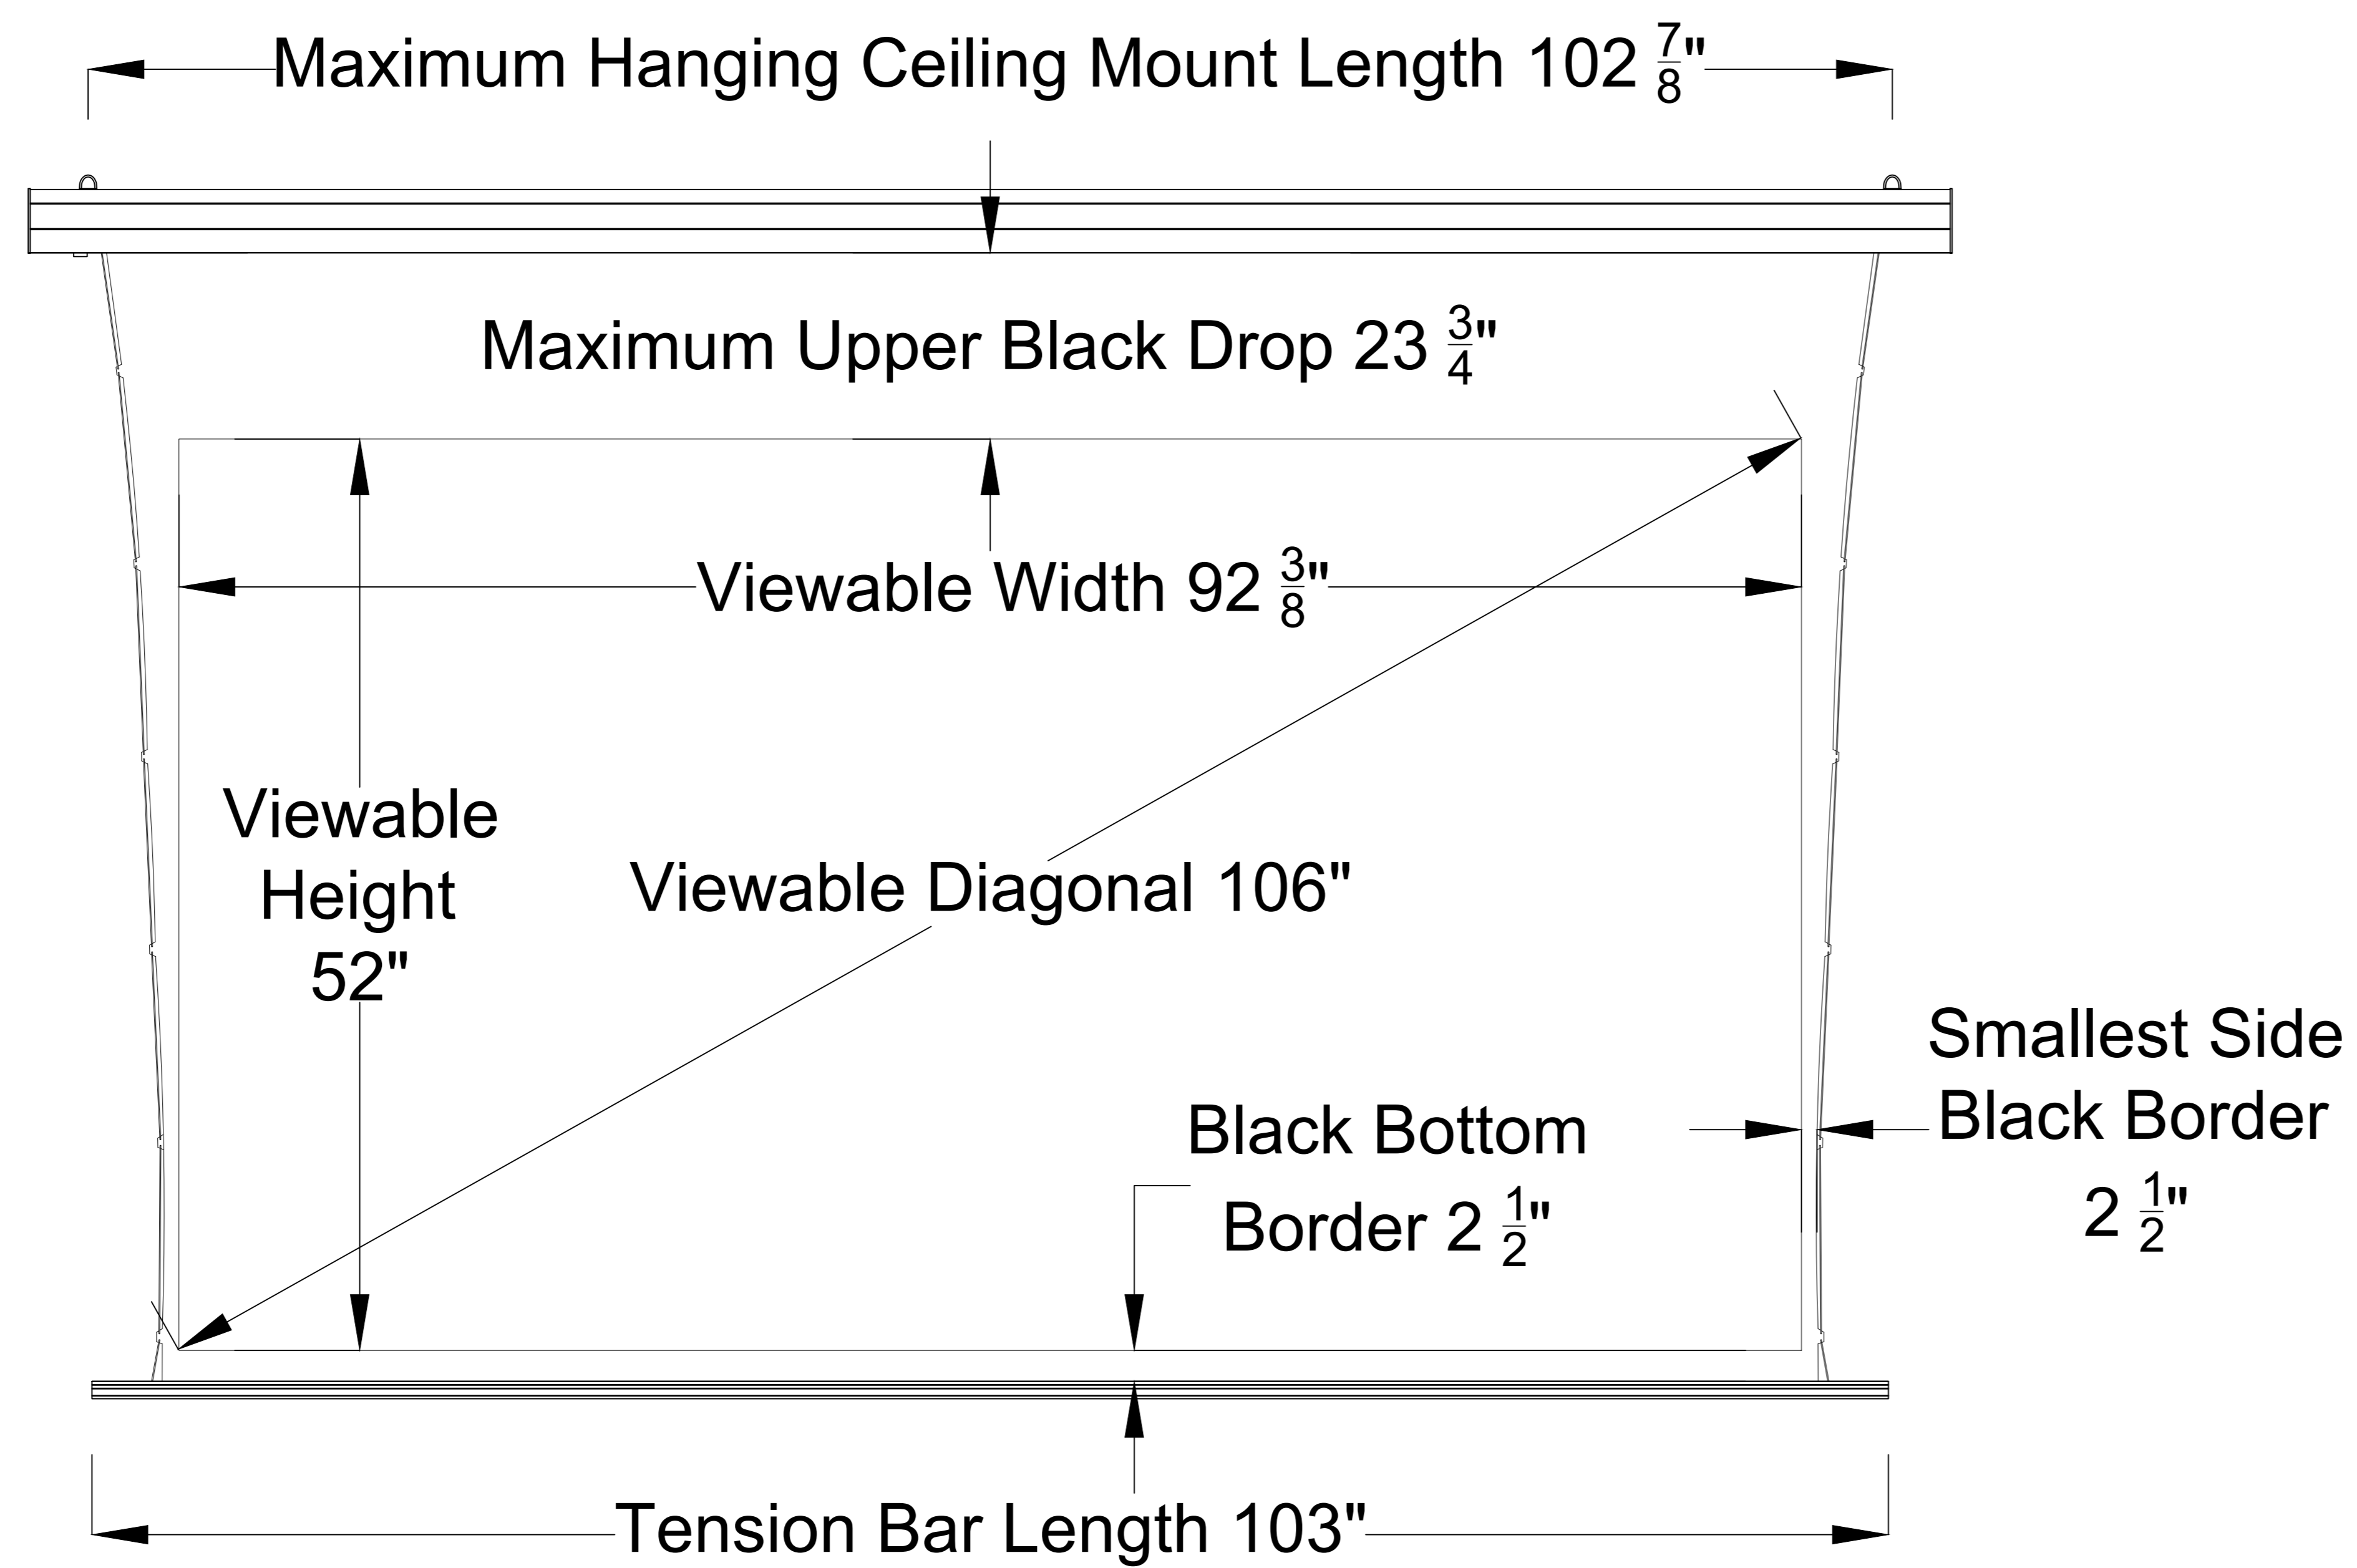 Maximum Hanging Ceiling Mount Length 102 7/8"
Maximum Upper Black Drop 23 3/4"
Viewable Width 92 3/8"
Viewable
Height
52"
Viewable Diagonal 106"
Smallest Side
Black Border
2 1/2"
Black Bottom
Border 2 1/2"
Tension Bar Length 103"